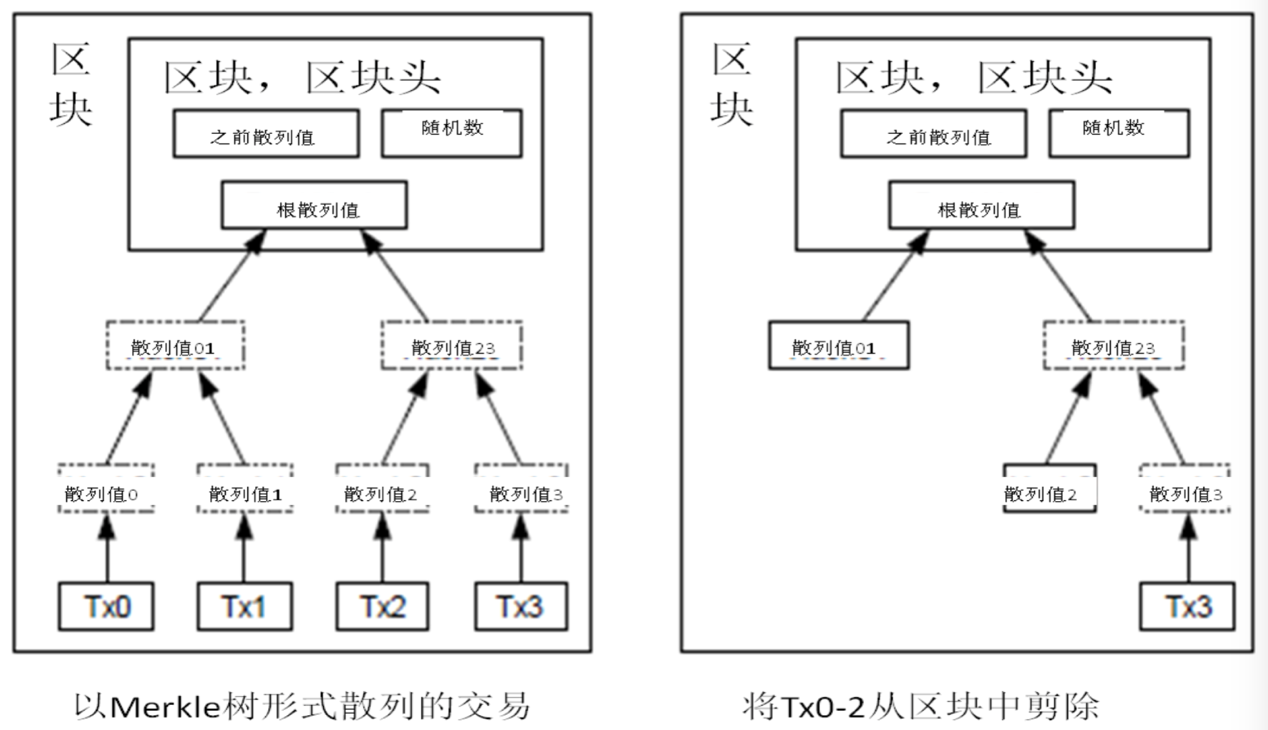 区
块
区块，区块头
之前散列值
随机数
根散列值
散列值01
散列值23
散列值0
散列值1
散列值2
散列值3
Tx0
Tx1
Tx2
Tx3
以Merkle树形式散列的交易
区
块
区块，区块头
之前散列值
随机数
根散列值
散列值01
散列值23
散列值2
散列值3
Tx3
将Tx0-2从区块中剪除